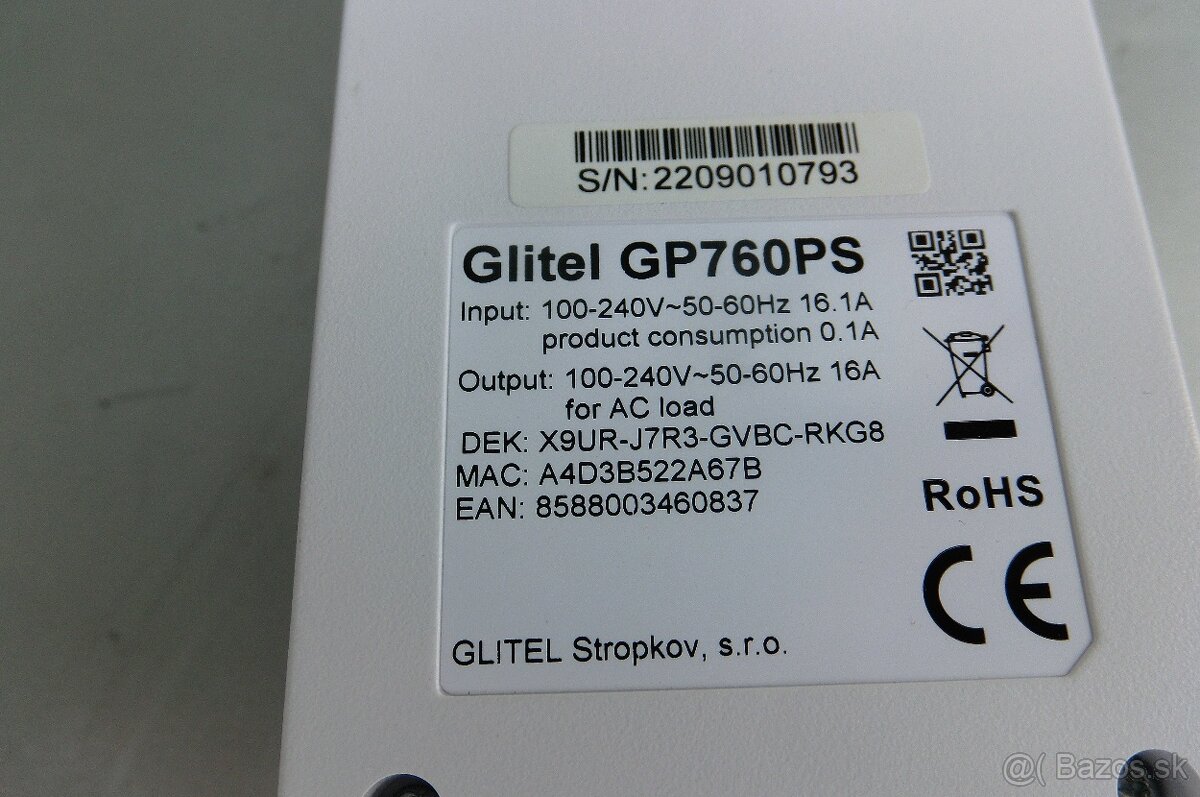 S/N:2209010793
Glitel GP760PS
Input: 100-240V~50-60Hz 16.1A
product consumption 0.1A
Output: 100-240V~50-60Hz 16A
for AC load
DEK: X9UR-J7R3-GVBC-RKG8
MAC: A4D3B522A67B
EAN: 8588003460837
RoHS
CE
GLITEL Stropkov, s.r.o.
@( Bazos.sk